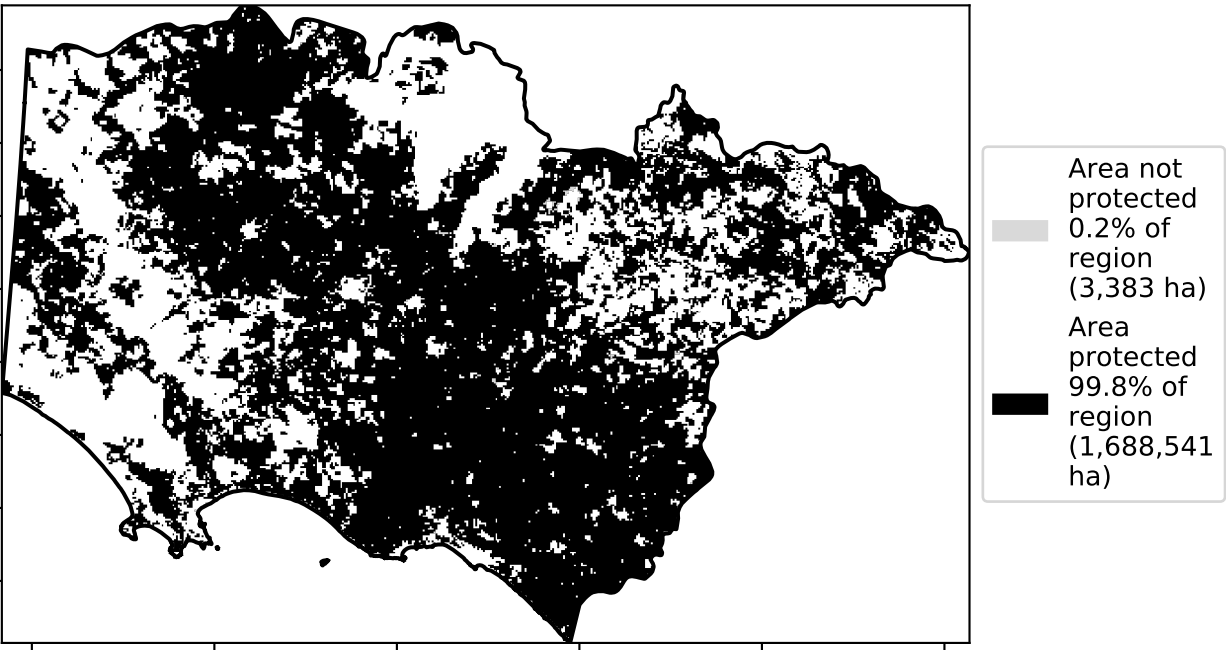 Area not
protected
0.2% of
region
(3,383 ha)
Area
protected
99.8% of
region
(1,688,541
ha)